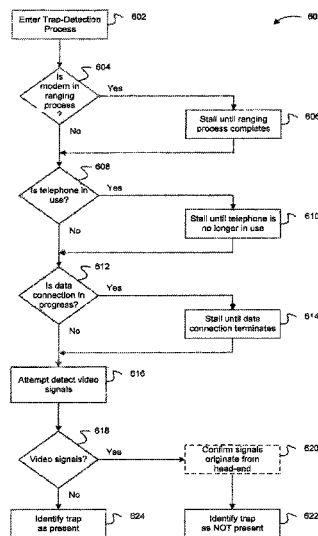 Enter Trap-Detection
Process
602
60
Is
modem in
ranging process
?
604
Yes
No
Stall until ranging
process completes
606
Is telephone in
use?
608
Yes
No
Stall until telephone is
no longer in use
610
Is data
connection in
progress?
612
Yes
No
Stall until data
connection terminates
614
Attempt detect video
signals
616
Video signals?
618
Yes
No
Confirm signals
originate from
head-end
620
Identify trap
as present
624
Identify trap
as NOT present
622